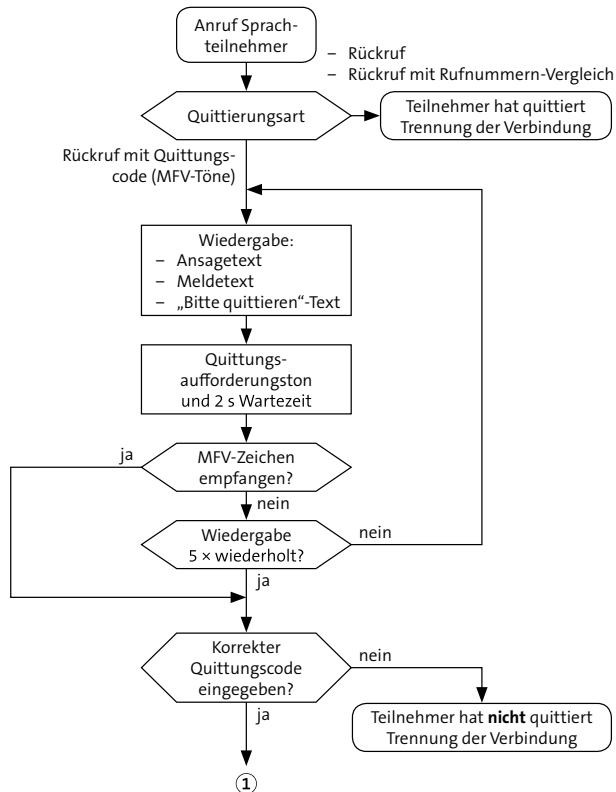 Anruf Sprach-
teilnehmer
– Rückruf
– Rückruf mit Rufnummern-Vergleich
Quittierungsart
Teilnehmer hat quittiert
Trennung der Verbindung
Rückruf mit Quittungs-
code (MFV-Töne)
Wiedergabe:
– Ansagetext
– Meldetext
– „Bitte quittieren“-Text
Quittungs-
aufforderungston
und 2 s Wartezeit
ja
MFV-Zeichen
empfangen?
nein
Wiedergabe
5 × wiederholt?
nein
ja
Korrekter
Quittungscode
eingegeben?
nein
ja
Teilnehmer hat nicht quittiert
Trennung der Verbindung
1